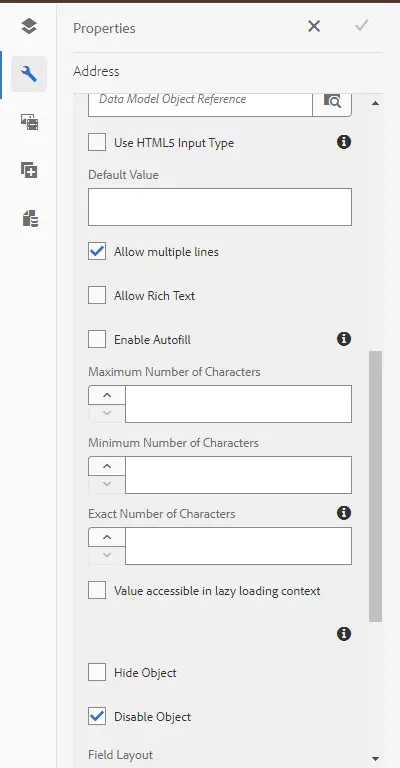 Properties
Address
Data Model Object Reference
Use HTML5 Input Type
Default Value
Allow multiple lines
Allow Rich Text
Enable Autofill
Maximum Number of Characters
Minimum Number of Characters
Exact Number of Characters
Value accessible in lazy loading context
Hide Object
Disable Object
Field Layout